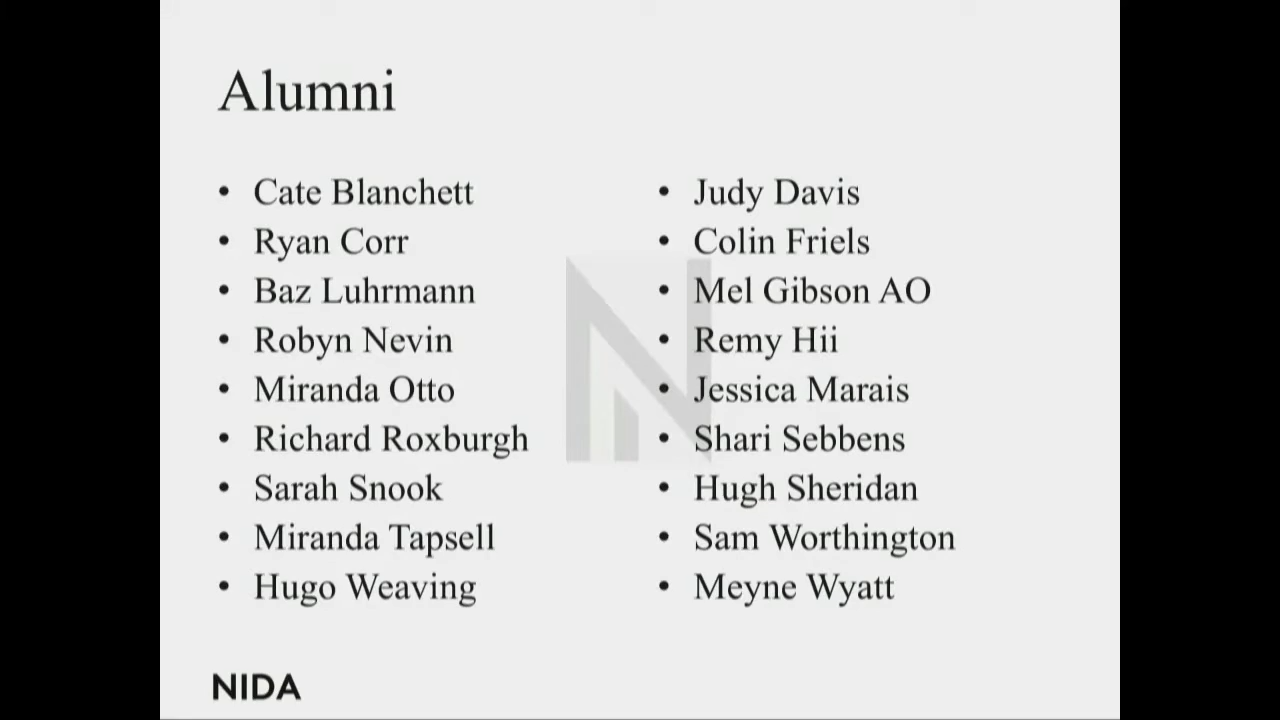 Alumni
• Cate Blanchett
• Ryan Corr
• Baz Luhrmann
• Robyn Nevin
• Miranda Otto
• Richard Roxburgh
• Sarah Snook
• Miranda Tapsell
• Hugo Weaving
• Judy Davis
• Colin Friels
• Mel Gibson AO
• Remy Hii
• Jessica Marais
• Shari Sebbens
• Hugh Sheridan
• Sam Worthington
• Meyne Wyatt
NIDA